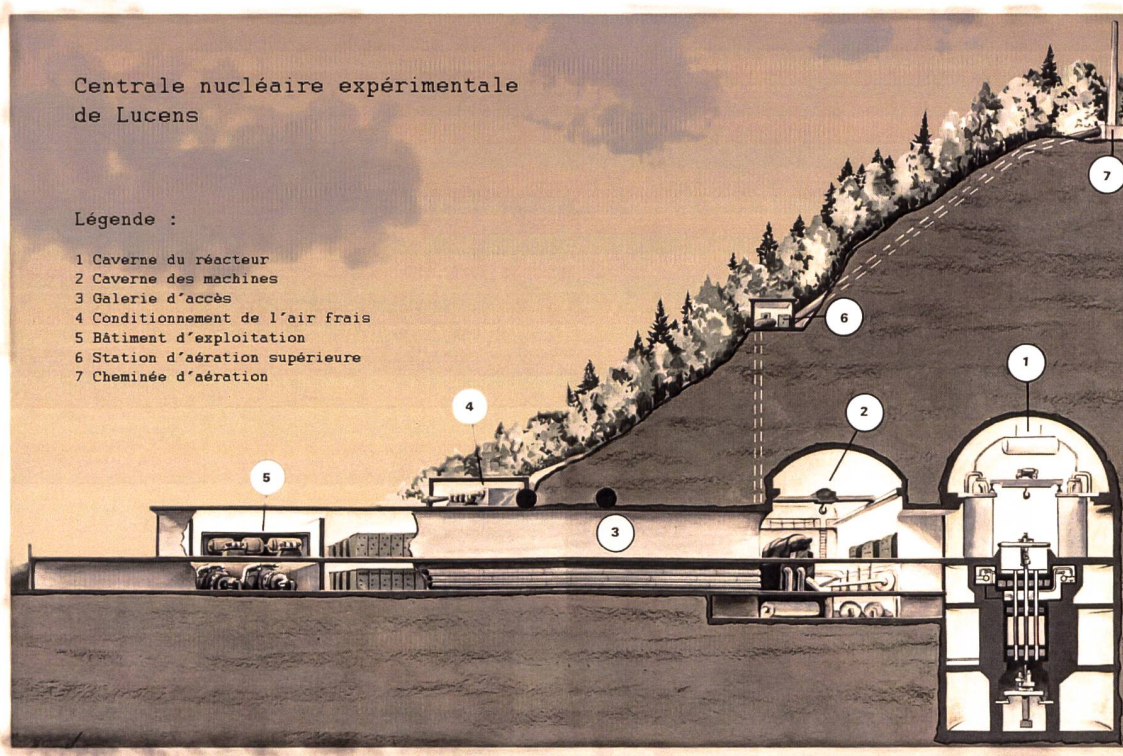 Centrale nucléaire expérimentale
de Lucens
Légende :
1 Caverne du réacteur
2 Caverne des machines
3 Galerie d'accès
4 Conditionnement de l'air frais
5 Bâtiment d'exploitation
6 Station d'aération supérieure
7 Cheminée d'aération
7
6
1
2
4
5
3